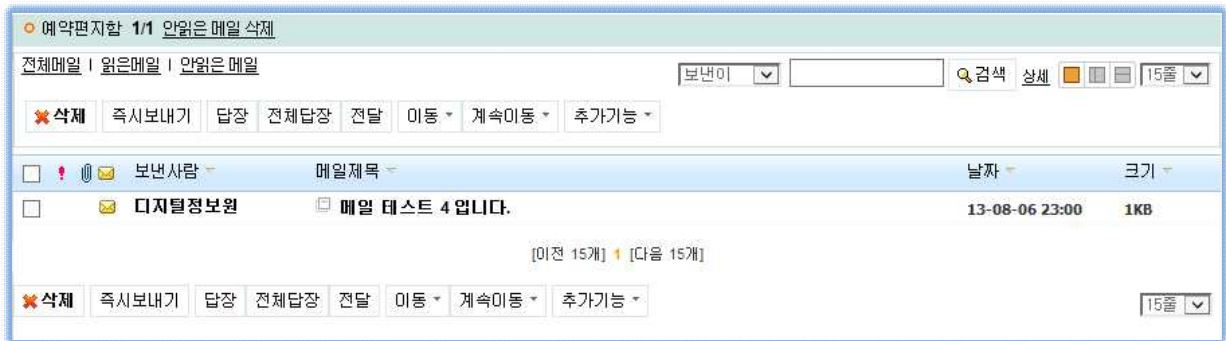 예약편지함 1/1 안읽은 메일 삭제
전체메일 | 읽은메일 | 안읽은 메일
보낸이 검색 상세 15줄
삭제 즉시보내기 답장 전체답장 전달 이동 계속이동 추가기능
보낸사람 메일제목 날짜 크기
디지털정보원 메일 테스트 4 입니다. 13-08-06 23:00 1KB
[이전 15개] 1 [다음 15개]
삭제 즉시보내기 답장 전체답장 전달 이동 계속이동 추가기능
15줄